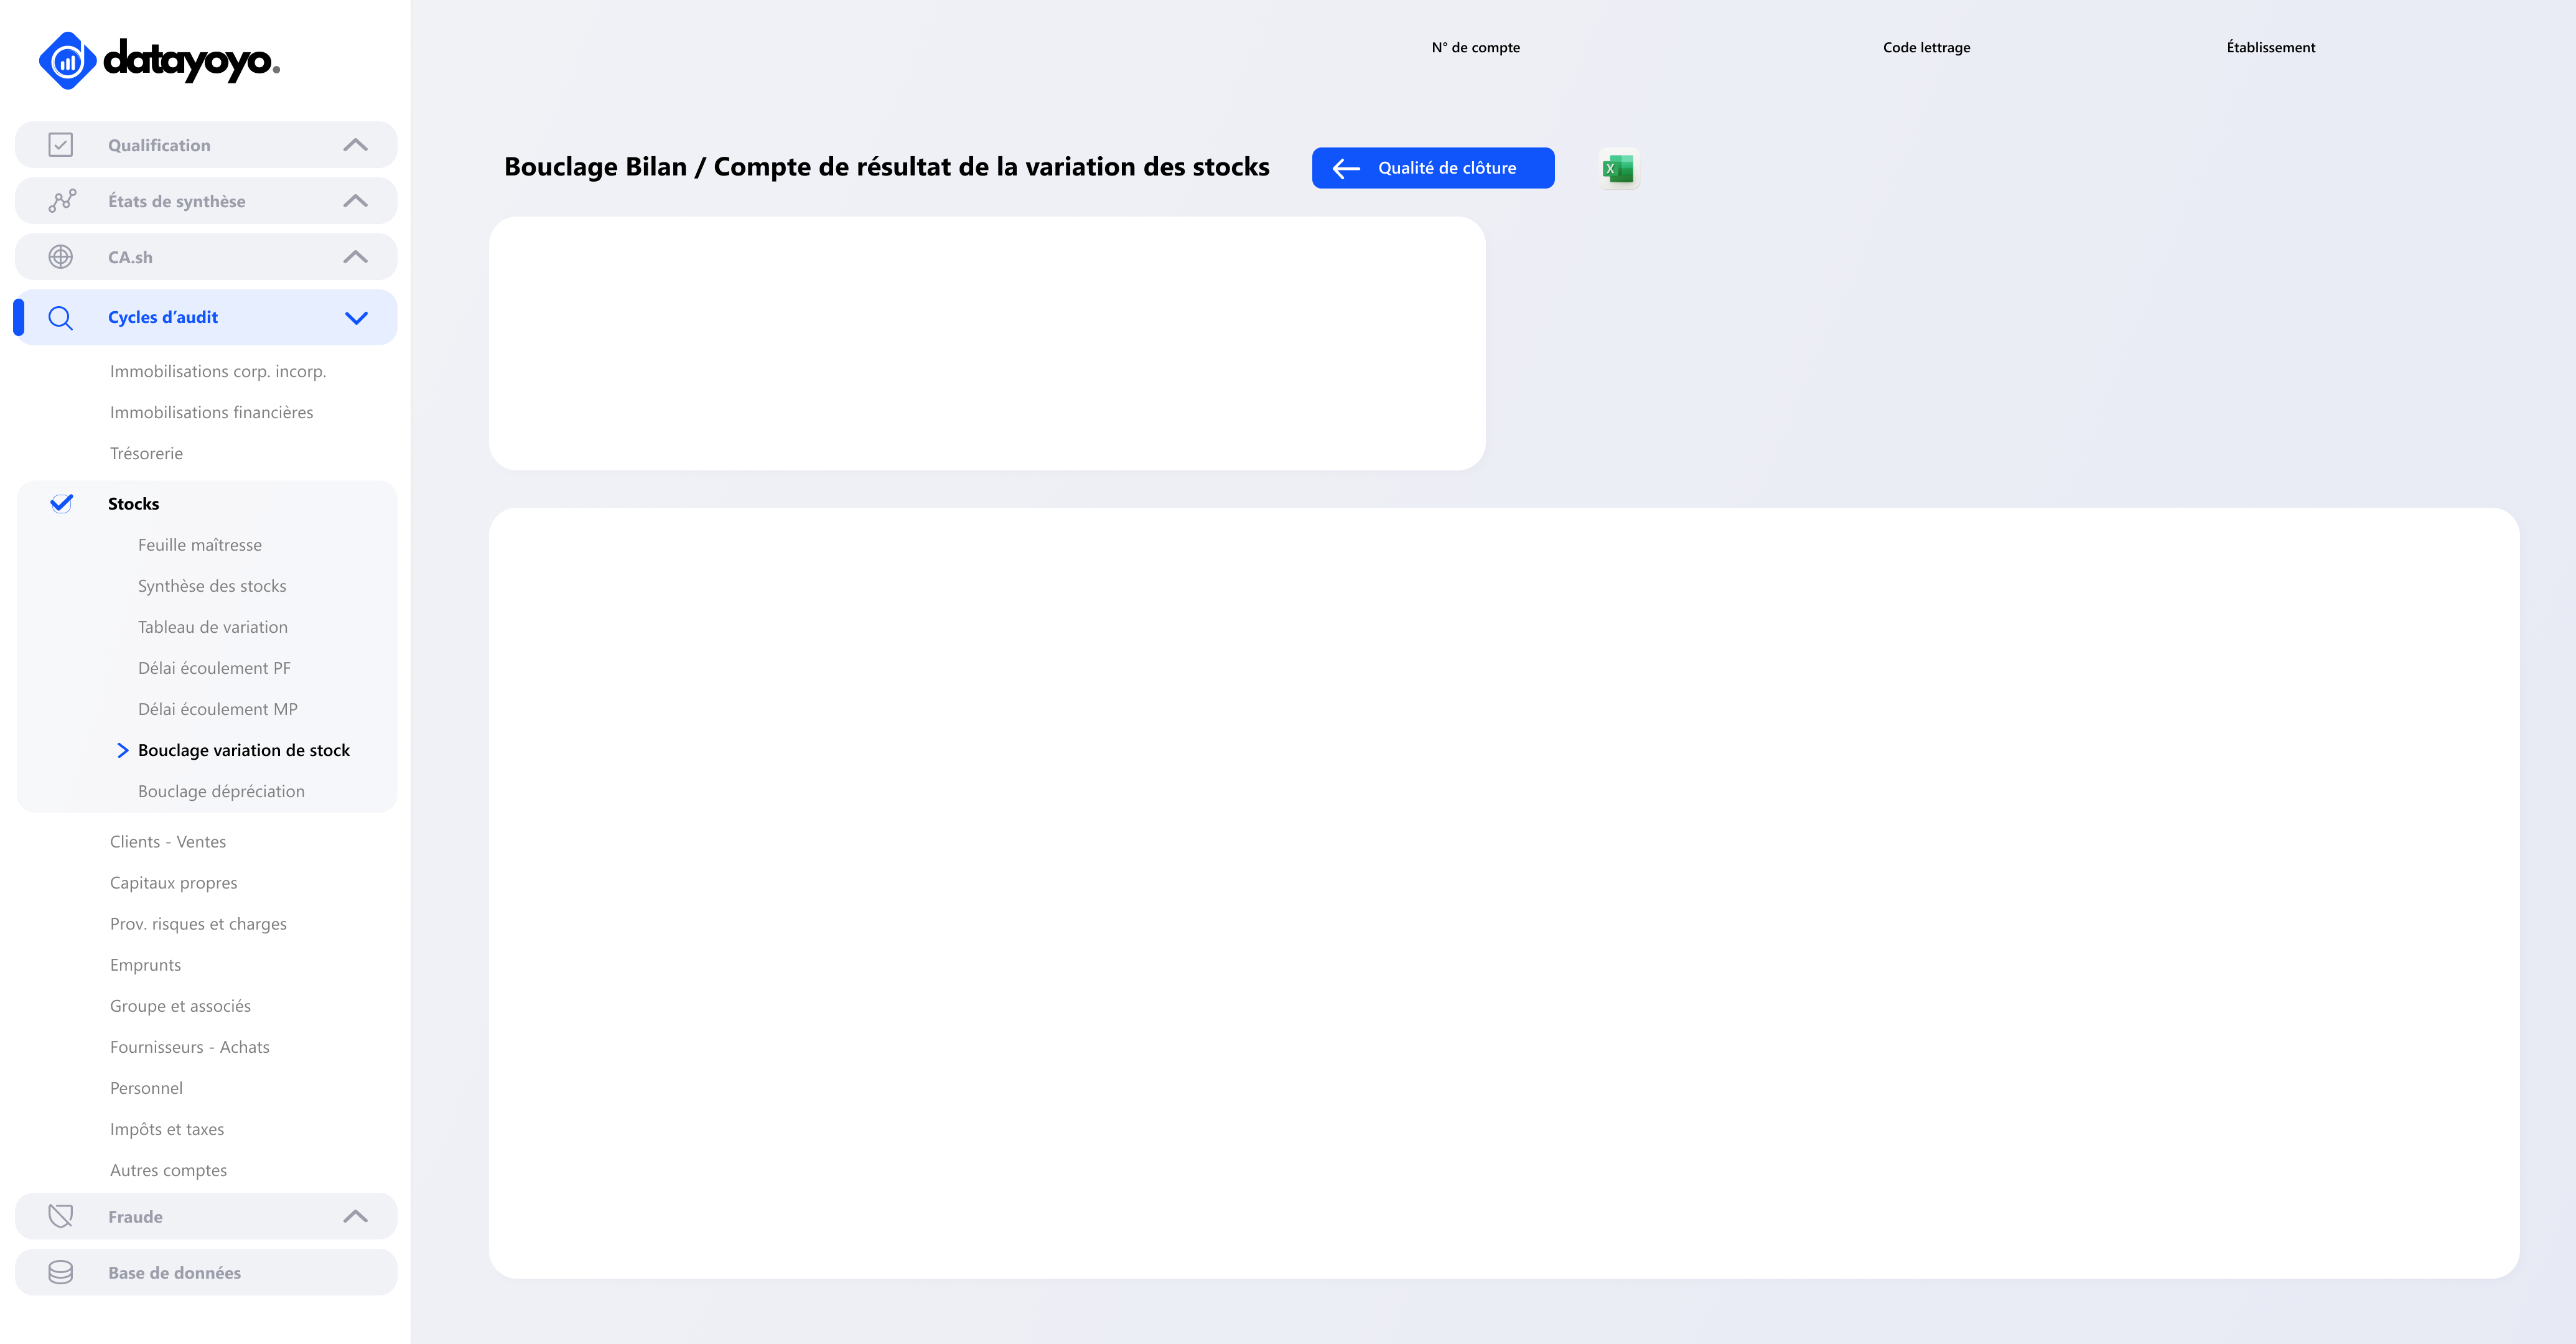 datayoyo.
Qualification
États de synthèse
CA.sh
Cycles d’audit
Immobilisations corp. incorp.
Immobilisations financières
Trésorerie
Stocks
Feuille maîtresse
Synthèse des stocks
Tableau de variation
Délai écoulement PF
Délai écoulement MP
Bouclage variation de stock
Bouclage dépréciation
Clients - Ventes
Capitaux propres
Prov. risques et charges
Emprunts
Groupe et associés
Fournisseurs - Achats
Personnel
Impôts et taxes
Autres comptes
Fraude
Base de données
N° de compte
Code lettrage
Établissement
Bouclage Bilan / Compte de résultat de la variation des stocks
Qualité de clôture
X